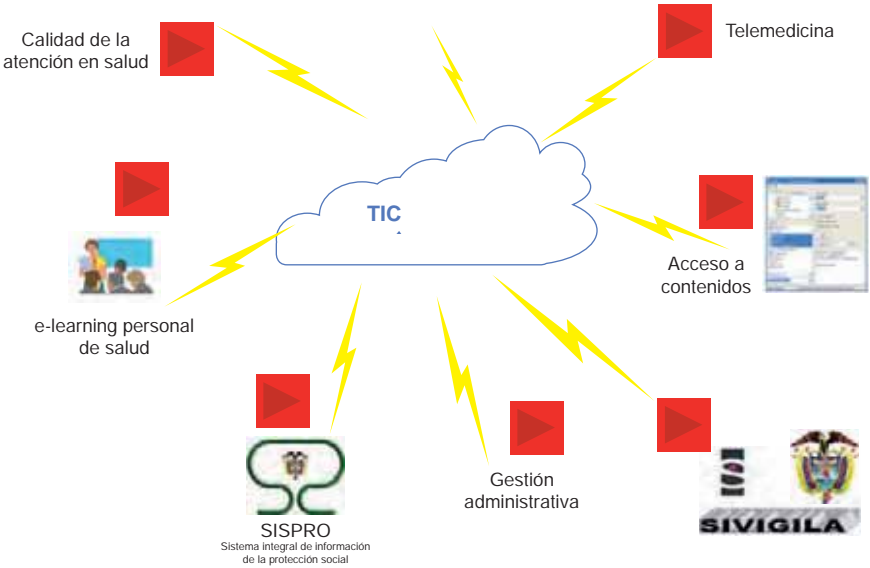 Calidad de la
atención en salud
Telemedicina
TIC
Acceso a
contenidos
e-learning personal
de salud
SISPRO
Sistema integral de información
de la protección social
Gestión
administrativa
SIVIGILA